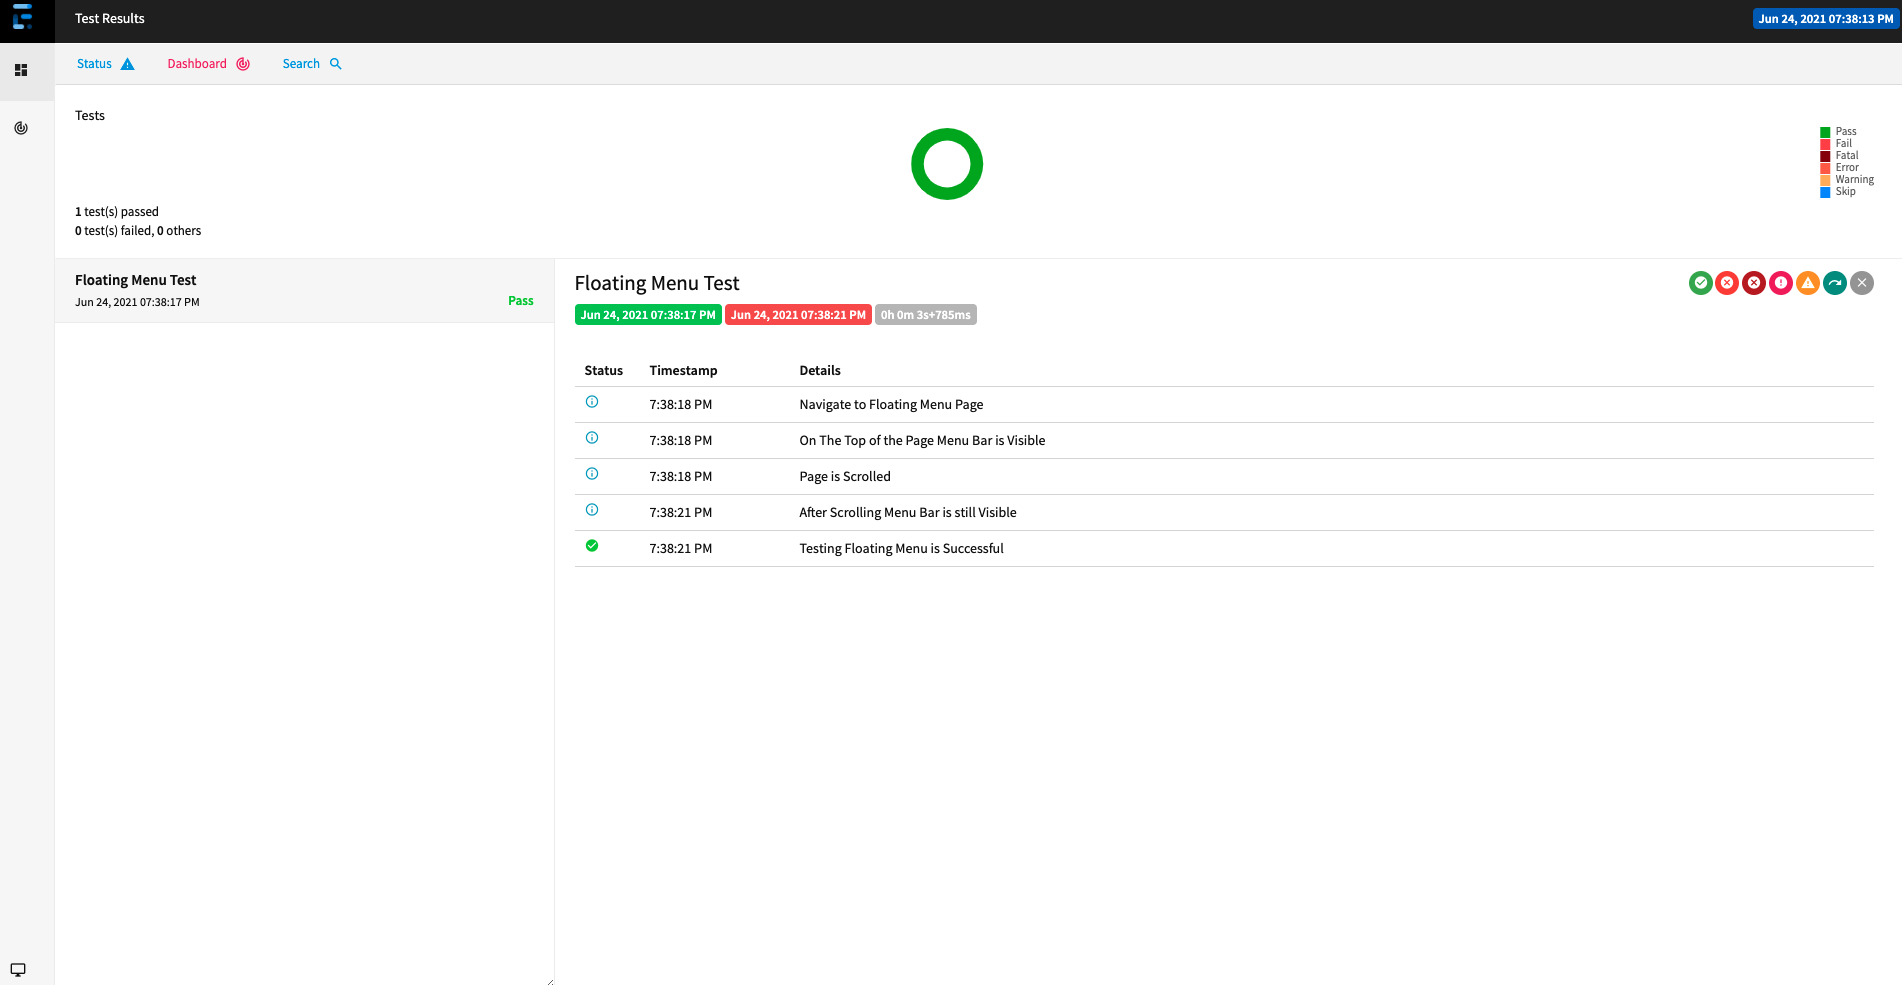 Test Results
Jun 24, 2021 07:38:13 PM
Status
Dashboard
Search
Tests
1 test(s) passed
0 test(s) failed, 0 others
Pass
Fail
Fatal
Error
Warning
Skip
Floating Menu Test
Jun 24, 2021 07:38:17 PM
Pass
Floating Menu Test
Jun 24, 2021 07:38:17 PM Jun 24, 2021 07:38:21 PM 0h 0m 3s+785ms
Status Timestamp Details
7:38:18 PM Navigate to Floating Menu Page
7:38:18 PM On The Top of the Page Menu Bar is Visible
7:38:18 PM Page is Scrolled
7:38:21 PM After Scrolling Menu Bar is still Visible
7:38:21 PM Testing Floating Menu is Successful